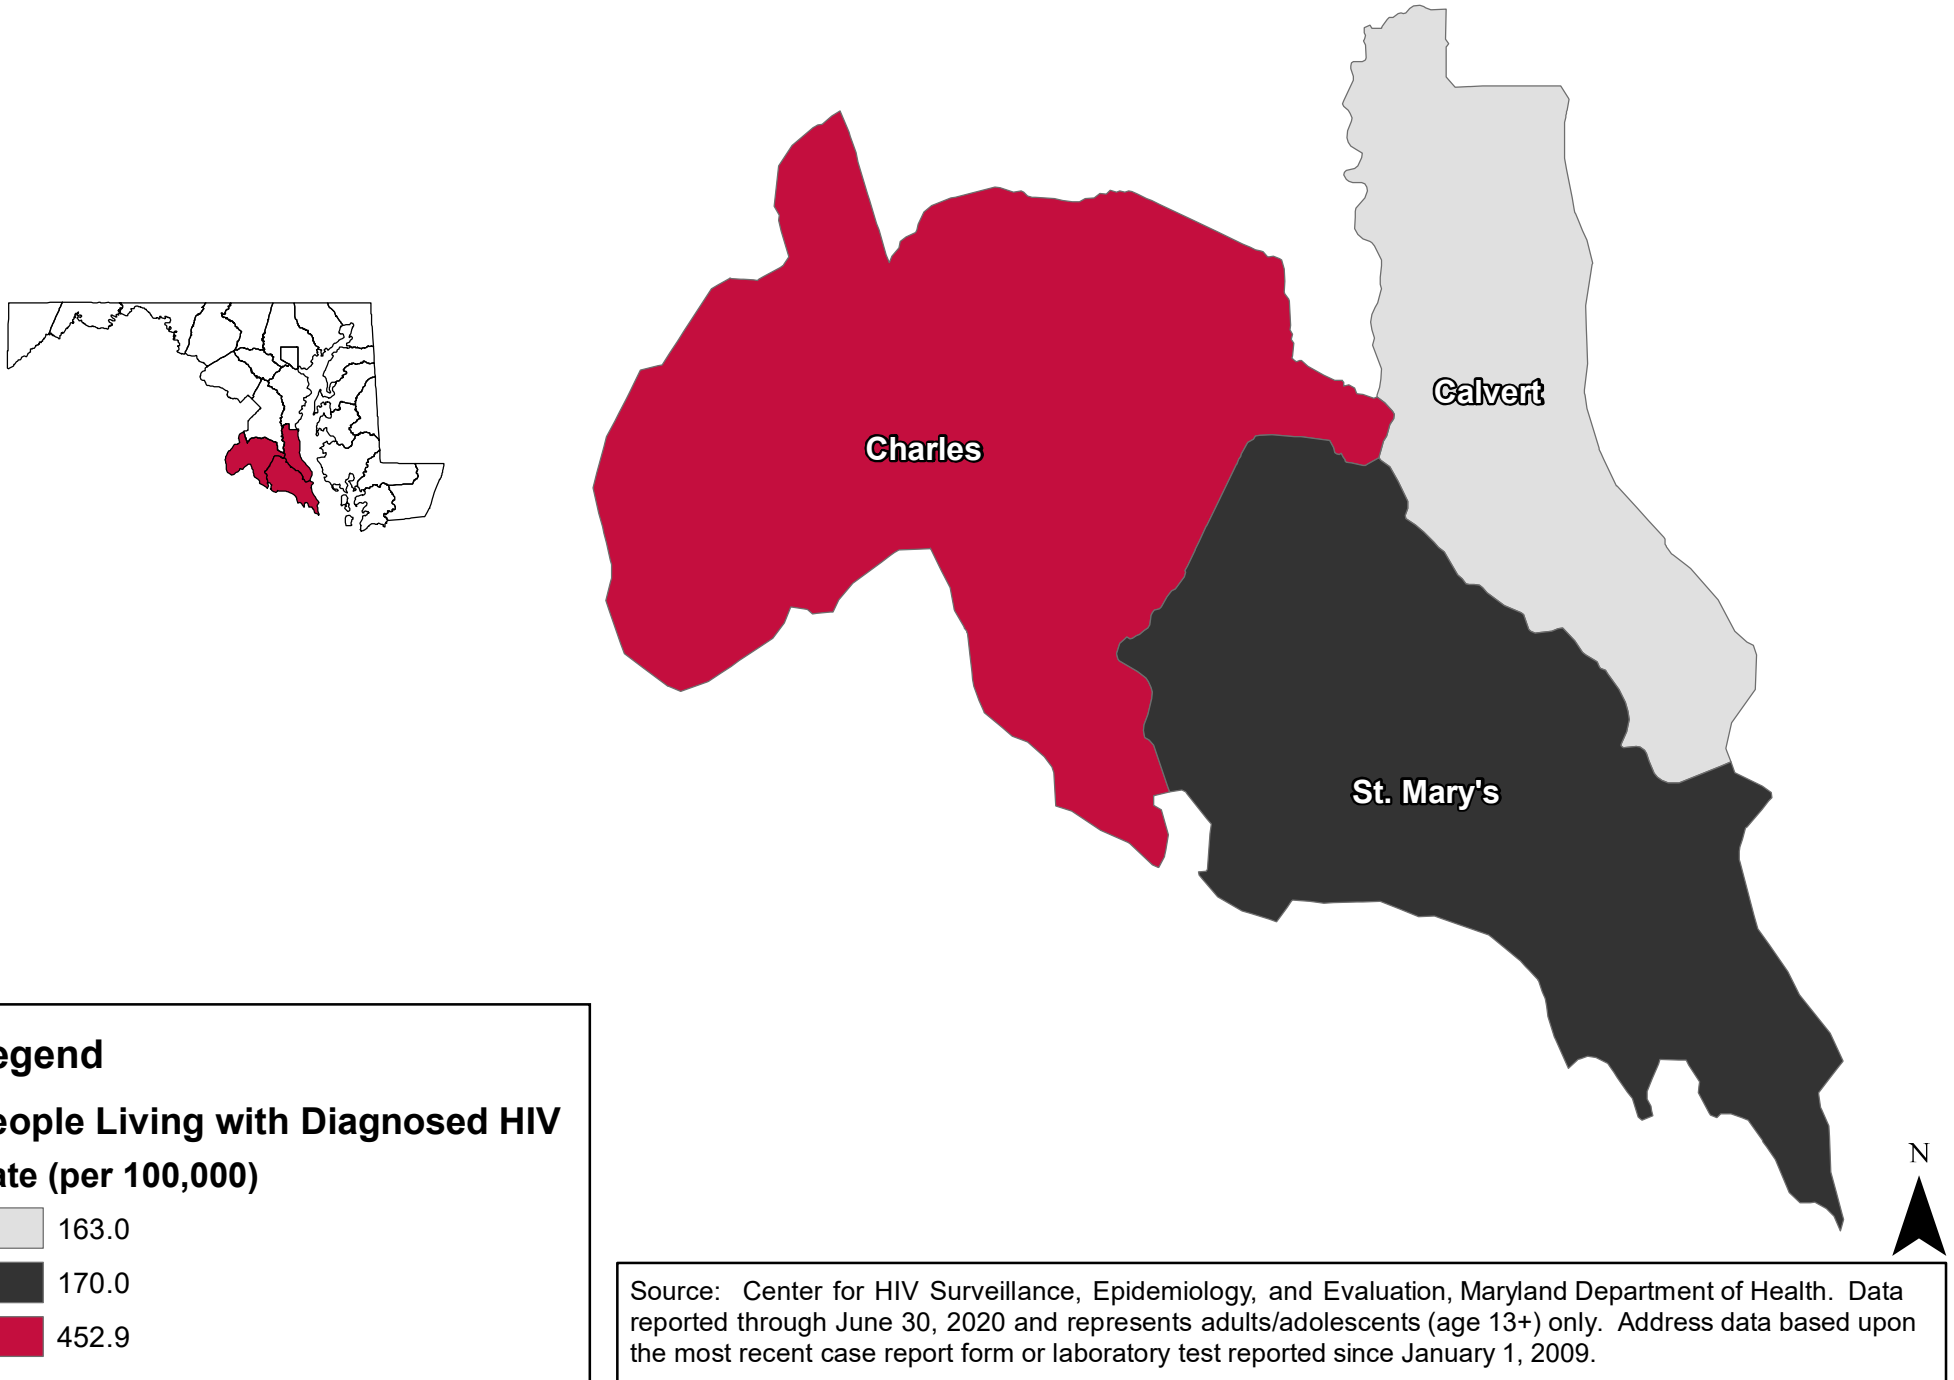 Calvert
Charles
St. Mary's
egend
eople Living with Diagnosed HIV
ate (per 100,000)
163.0
170.0
452.9
N
Source: Center for HIV Surveillance, Epidemiology, and Evaluation, Maryland Department of Health. Data
reported through June 30, 2020 and represents adults/adolescents (age 13+) only. Address data based upon
the most recent case report form or laboratory test reported since January 1, 2009.